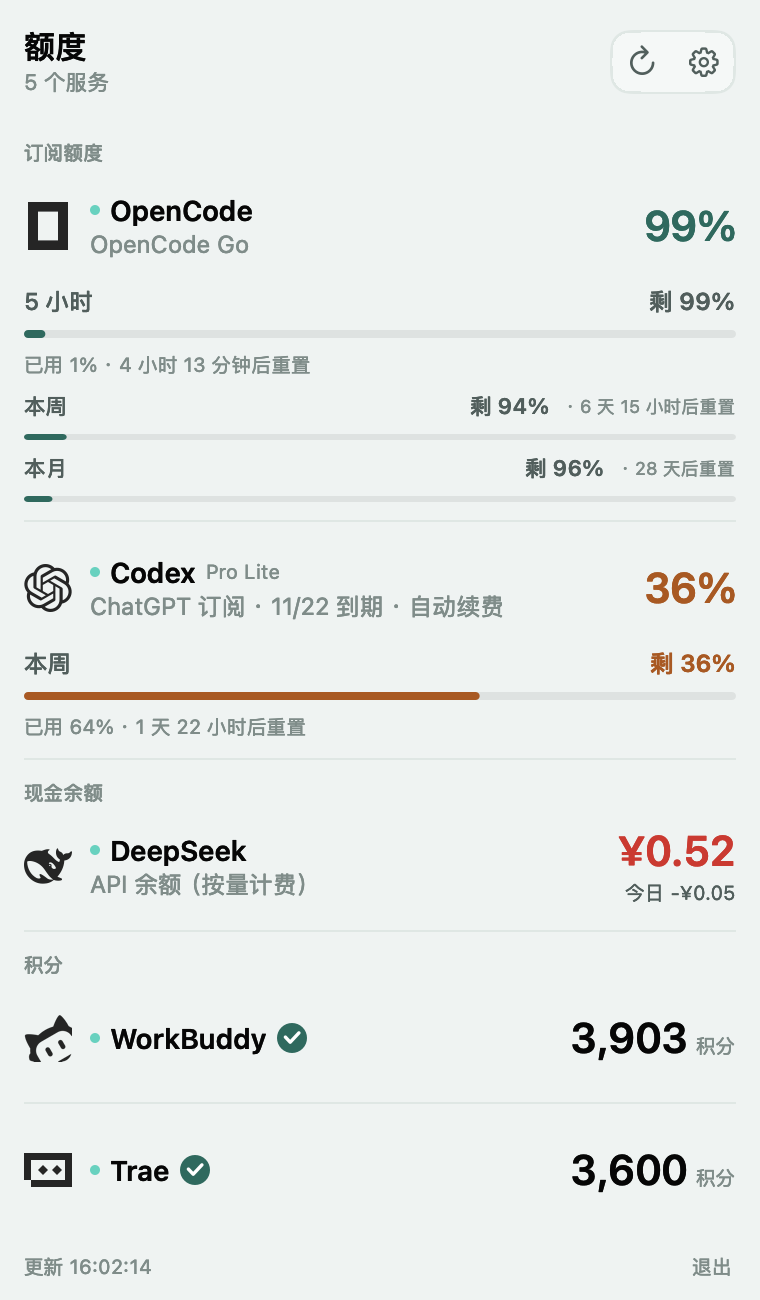 额度
5 个服务
订阅额度
OpenCode
99%
OpenCode Go
5 小时 剩 99%
已用 1% · 4 小时 13 分钟后重置
本周 剩 94% · 6 天 15 小时后重置
本月 剩 96% · 28 天后重置
Codex Pro Lite
36%
ChatGPT 订阅 · 11/22 到期 · 自动续费
本周 剩 36%
已用 64% · 1 天 22 小时后重置
现金余额
DeepSeek ¥0.52
API 余额（按量计费） 今日 -¥0.05
积分
WorkBuddy 3,903 积分
Trae 3,600 积分
更新 16:02:14 退出